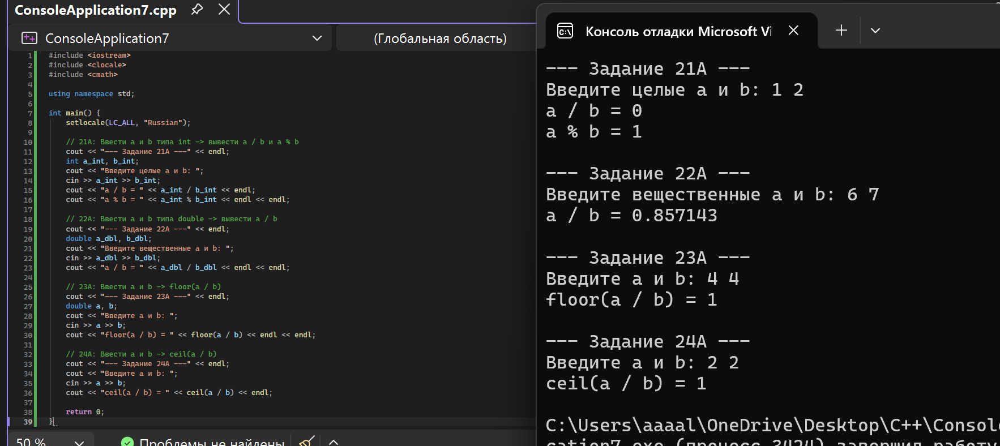 ConsoleApplication7.cpp
ConsoleApplication7
(Глобальная область)
1 #include <iostream>
2 #include <clocale>
3 #include <cmath>
4
5 using namespace std;
6
7 int main() {
8 setlocale(LC_ALL, "Russian");
9
10 // 21A: Ввести a и b типа int -> вывести a / b и a % b
11 cout << "--- Задание 21A ---" << endl;
12 int a_int, b_int;
13 cout << "Введите целые a и b: ";
14 cin >> a_int >> b_int;
15 cout << "a / b = " << a_int / b_int << endl;
16 cout << "a % b = " << a_int % b_int << endl << endl;
17
18 // 22A: Ввести a и b типа double -> вывести a / b
19 cout << "--- Задание 22A ---" << endl;
20 double a_dbl, b_dbl;
21 cout << "Введите вещественные a и b: ";
22 cin >> a_dbl >> b_dbl;
23 cout << "a / b = " << a_dbl / b_dbl << endl << endl;
24
25 // 23A: Ввести a и b -> floor(a / b)
26 cout << "--- Задание 23A ---" << endl;
27 double a, b;
28 cout << "Введите a и b: ";
29 cin >> a >> b;
30 cout << "floor(a / b) = " << floor(a / b) << endl << endl;
31
32 // 24A: Ввести a и b -> ceil(a / b)
33 cout << "--- Задание 24A ---" << endl;
34 cout << "Введите a и b: ";
35 cin >> a >> b;
36 cout << "ceil(a / b) = " << ceil(a / b) << endl;
37
38 return 0;
39 }
50 %
Проблемы не найдены
Консоль отладки Microsoft Vi
--- Задание 21A ---
Введите целые a и b: 1 2
a / b = 0
a % b = 1
--- Задание 22A ---
Введите вещественные a и b: 6 7
a / b = 0.857143
--- Задание 23A ---
Введите a и b: 4 4
floor(a / b) = 1
--- Задание 24A ---
Введите a и b: 2 2
ceil(a / b) = 1
C:\Users\aaaal\OneDrive\Desktop\C++\Consol
cation7.exe (процесс 3424) завершил работу